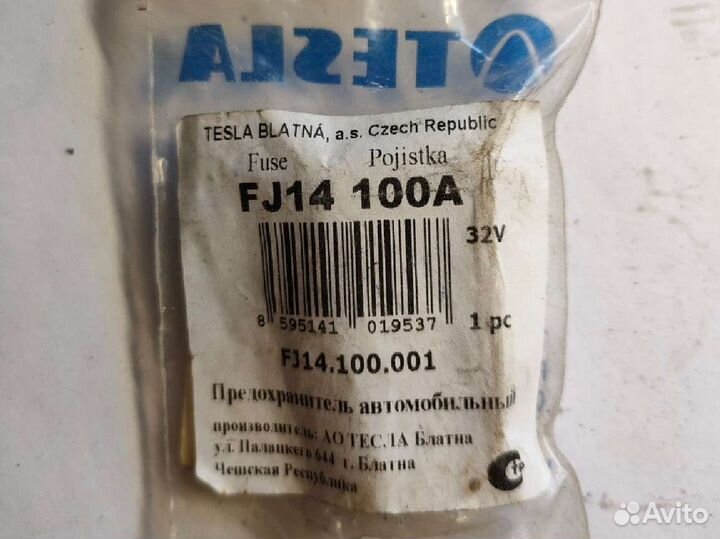 TESLA
TESLA BLATNÁ, a.s. Czech Republic
Fuse Pojistka
FJ14 100A
32V
8 595141 019537
1 pc
FJ14.100.001
Предохранитель автомобильный
производитель: АО ТЕСЛА Блатна
ул. Палацкего 644 г. Блатна
Чешская Республика
Avito